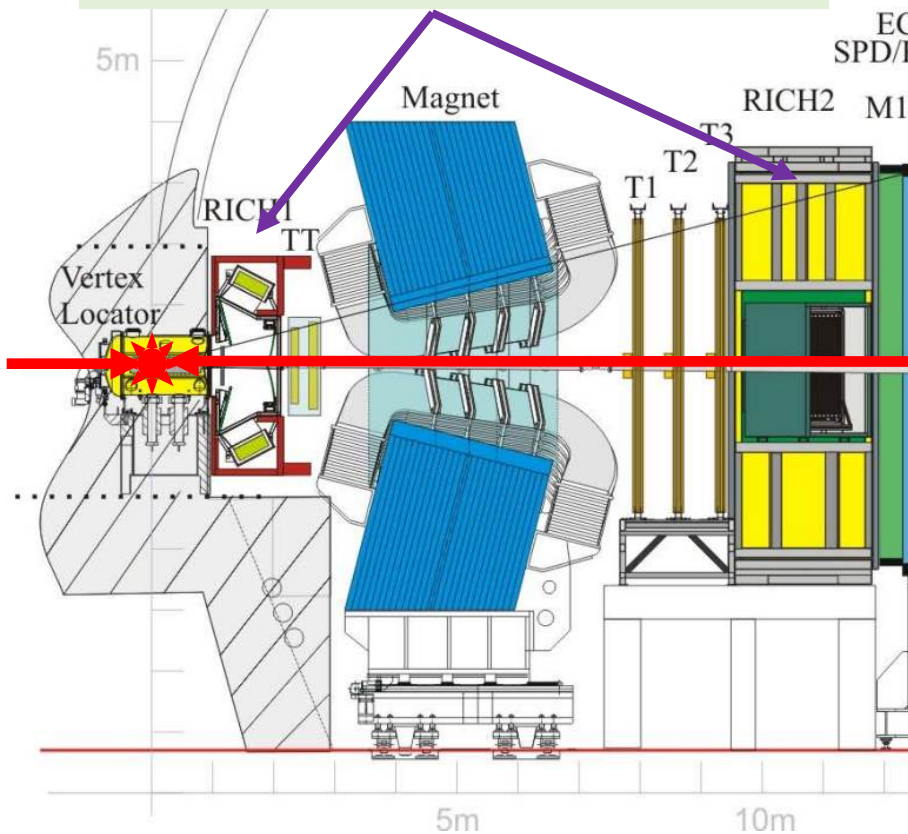 5m
EC
SPD/P
Magnet
RICH2
M1
T3
T2
T1
RICH1
TT
Vertex
Locator
5m
10m